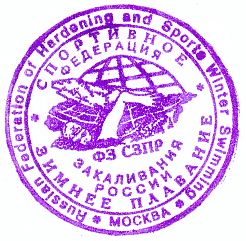 Russian Federation of Hardening and Sports Winter Swimming
* МОСКВА *
* СПОРТИВНОЕ *
ЗИМНЕЕ ПЛАВАНИЕ
ФЕДЕРАЦИЯ
ФЗ СЗПр
ЗАКАЛИВАНИЯ
РОССИИ